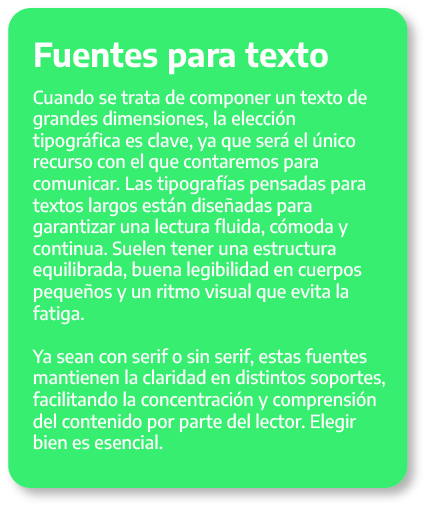 Fuentes para texto
Cuando se trata de componer un texto de
grandes dimensiones, la elección
tipográfica es clave, ya que será el único
recurso con el que contaremos para
comunicar. Las tipografías pensadas para
textos largos están diseñadas para
garantizar una lectura fluida, cómoda y
continua. Suelen tener una estructura
equilibrada, buena legibilidad en cuerpos
pequeños y un ritmo visual que evita la
fatiga.
Ya sean con serif o sin serif, estas fuentes
mantienen la claridad en distintos soportes,
facilitando la concentración y comprensión
del contenido por parte del lector. Elegir
bien es esencial.